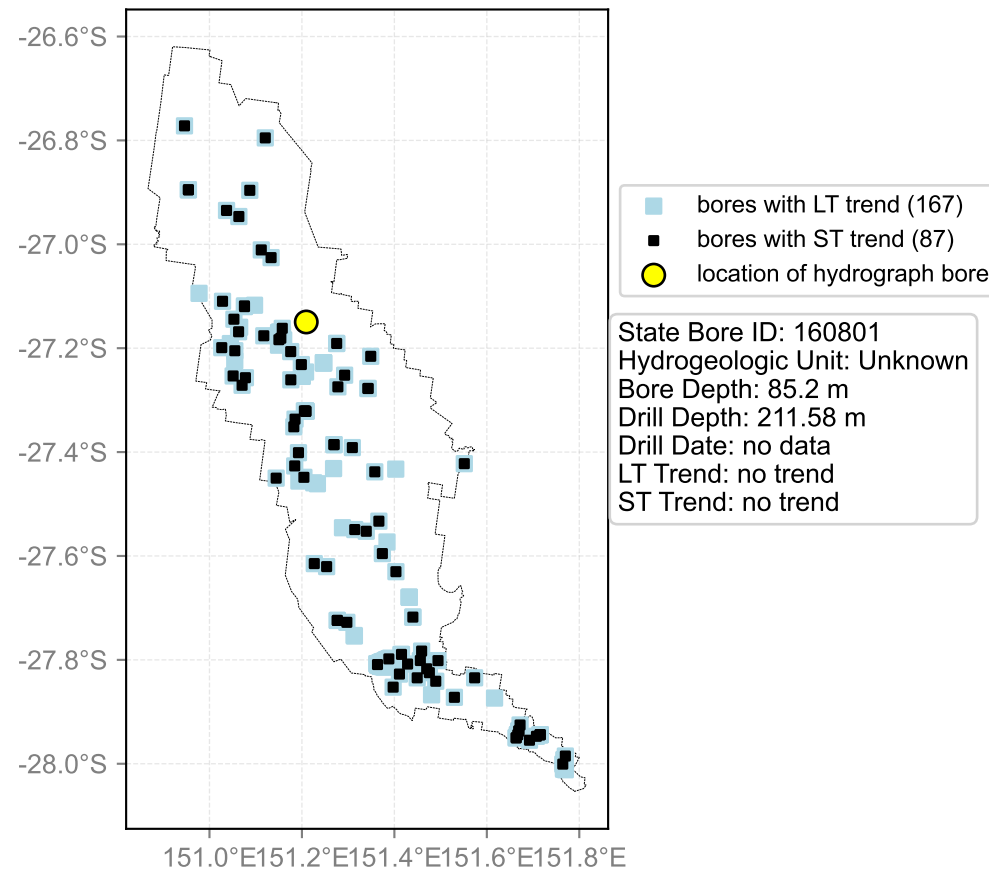 -26.6°S
-26.8°S
-27.0°S
-27.2°S
-27.4°S
-27.6°S
-27.8°S
-28.0°S
151.0°E151.2°E151.4°E151.6°E151.8°E
bores with LT trend (167)
bores with ST trend (87)
location of hydrograph bore
State Bore ID: 160801
Hydrogeologic Unit: Unknown
Bore Depth: 85.2 m
Drill Depth: 211.58 m
Drill Date: no data
LT Trend: no trend
ST Trend: no trend